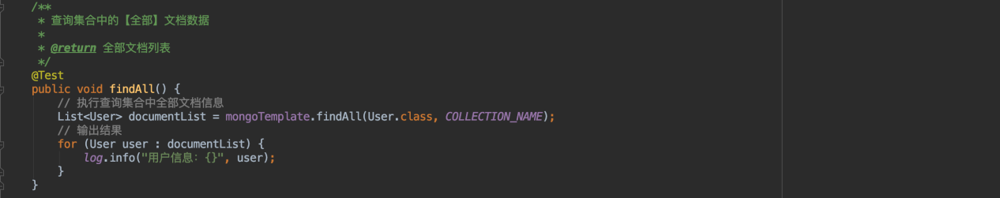 /**
 * 查询集合中的【全部】文档数据
 *
 * @return 全部文档列表
 */
@Test
public void findAll() {
    // 执行查询集合中全部文档信息
    List<User> documentList = mongoTemplate.findAll(User.class, COLLECTION_NAME);
    // 输出结果
    for (User user : documentList) {
        log.info("用户信息：{}", user);
    }
}